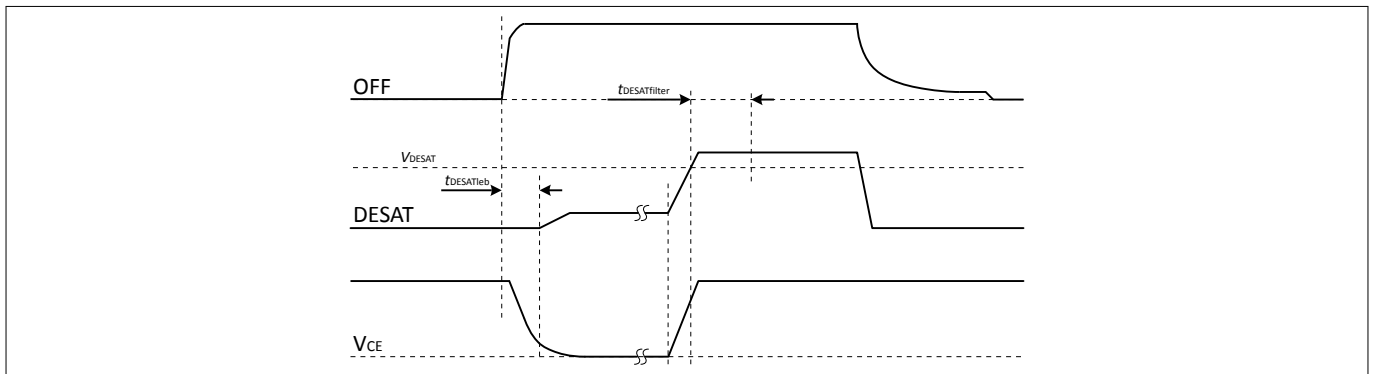 OFF
tDESATfilter
VDESAT
tDESATleb
DESAT
VCE